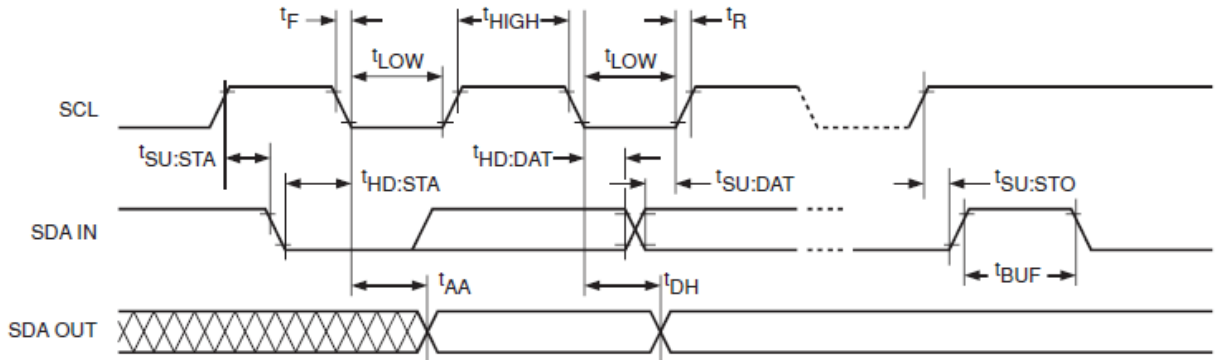 tF
tHIGH
tR
tLOW
tLOW
SCL
tSU:STA
tHD:DAT
tHD:STA
tSU:DAT
tSU:STO
SDA IN
tAA
tDH
tBUF
SDA OUT